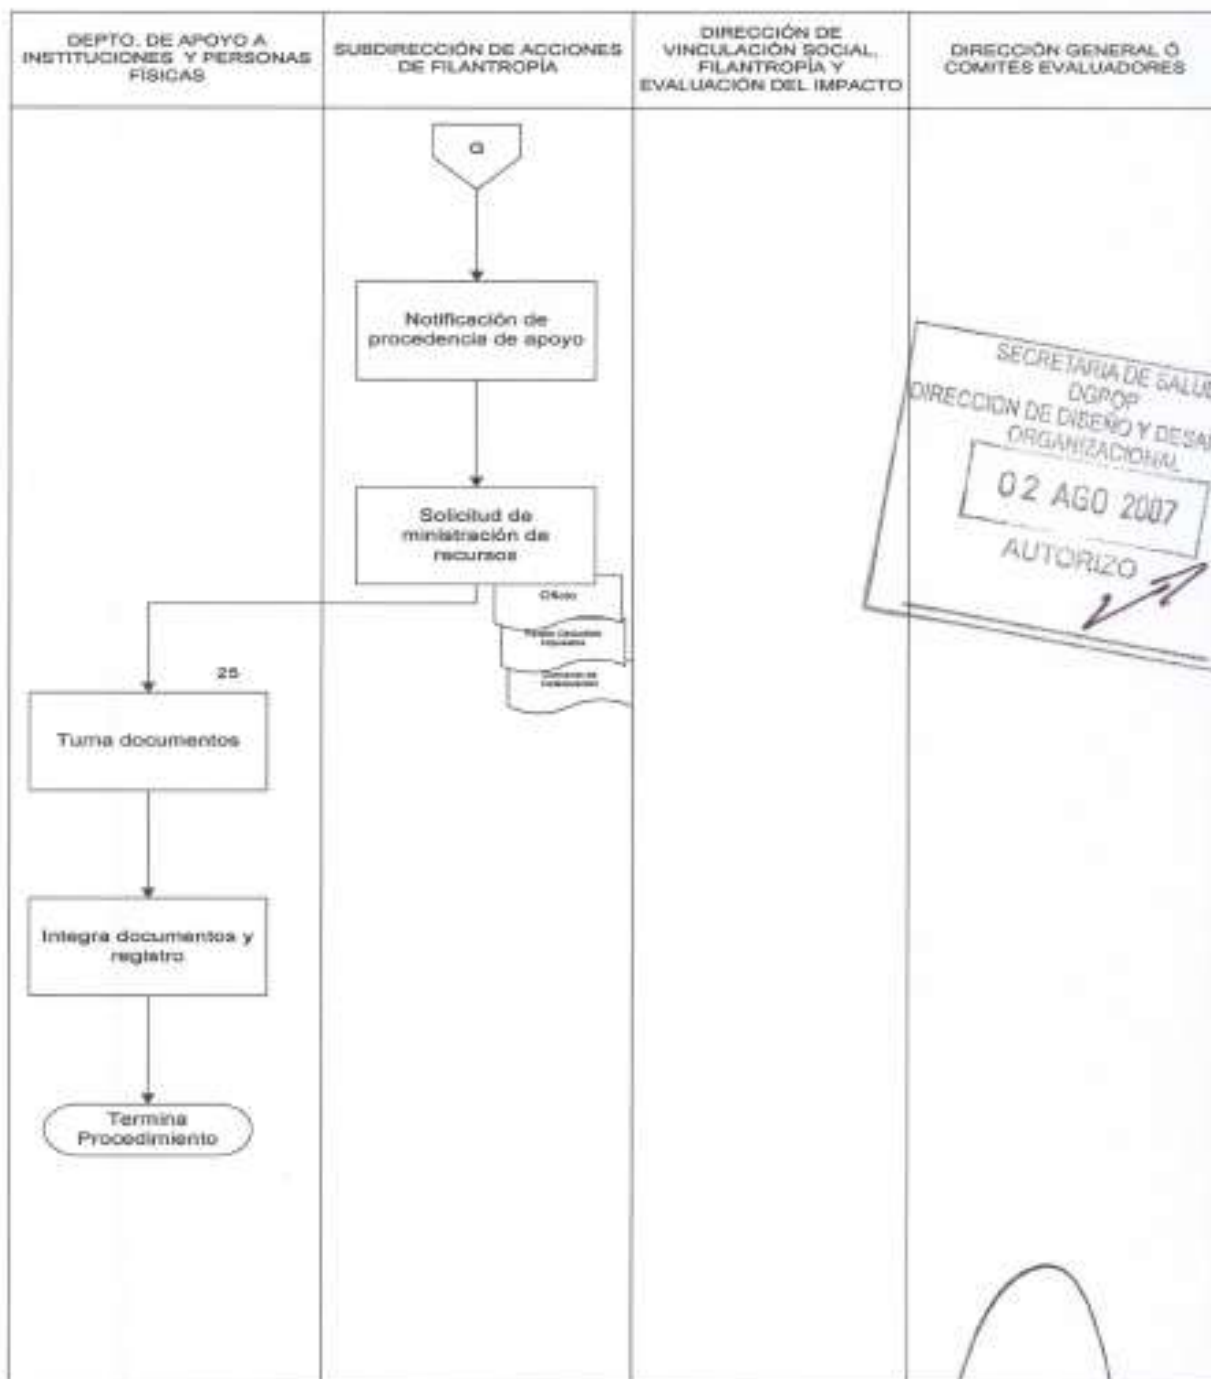 DEPTO. DE APOYO A
INSTITUCIONES Y PERSONAS
FÍSICAS
SUBDIRECCIÓN DE ACCIONES
DE FILANTROPÍA
DIRECCIÓN DE
VINCULACIÓN SOCIAL,
FILANTROPÍA Y
EVALUACIÓN DEL IMPACTO
DIRECCIÓN GENERAL Ó
COMITÉS EVALUADORES
G
Notificación de
procedencia de apoyo
Solicitud de
ministración de
recursos
Oficio
25
Turna documentos
Integra documentos y
registro
Termina
Procedimiento
SECRETARIA DE SALUD
DGPOP
DIRECCION DE DISEÑO Y DESAR
ORGANIZACIONAL
02 AGO 2007
AUTORIZO